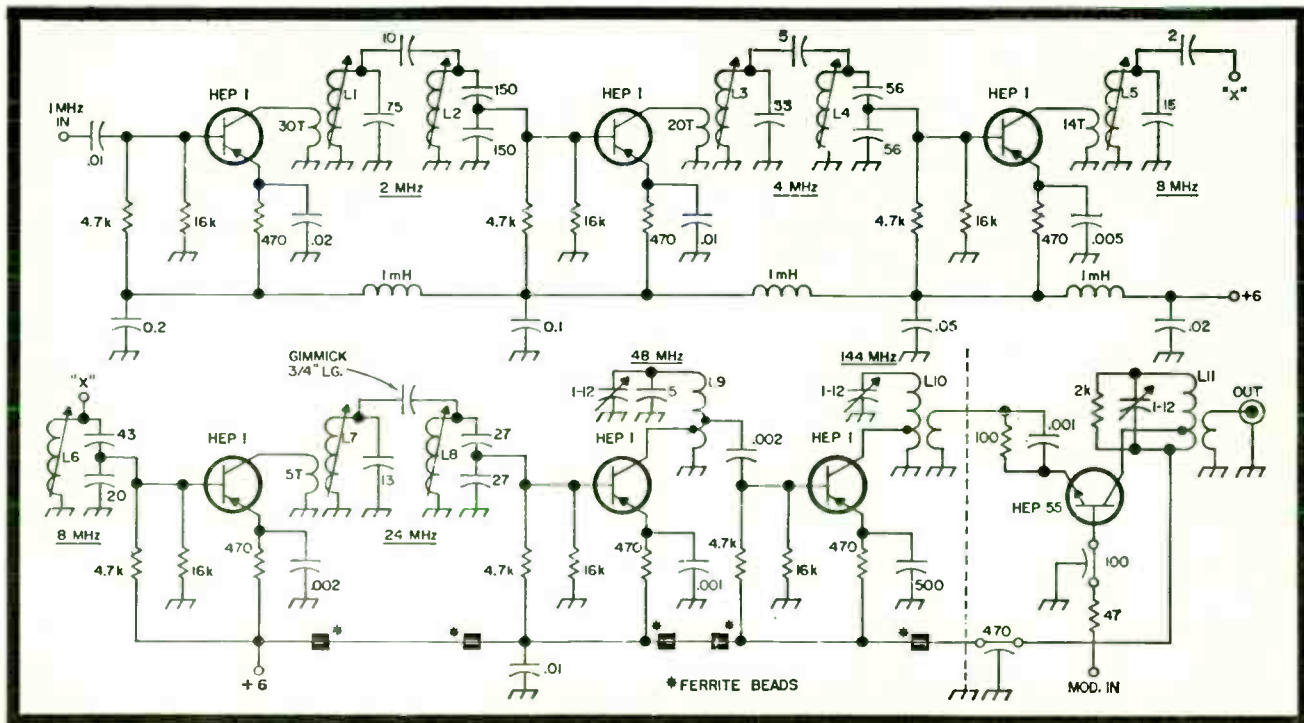 10
5
2
HEP 1
L1
75
L2
150
150
HEP 1
L3
33
L4
56
56
HEP 1
L5
15
"X"
1 MHz
IN
.01
30T
20T
14T
2 MHz
4 MHz
8 MHz
4.7k
16k
470
.02
4.7k
16k
470
.01
4.7k
16k
470
.005
1mH
1mH
1mH
+6
0.2
0.1
.05
.02
GIMMICK
3/4" LG.
48 MHz
144 MHz
"X"
1-12
5
L9
1-12
L10
2k
1-12
L11
OUT
L6
43
20
HEP 1
5T
L7
13
L8
27
27
HEP 1
.002
HEP 1
100
.001
HEP 55
8 MHz
24 MHz
4.7k
16k
470
.002
4.7k
16k
470
.001
4.7k
16k
470
500
100
47
+6
*
*
.01
*
*
*
470
* FERRITE BEADS
MOD. IN